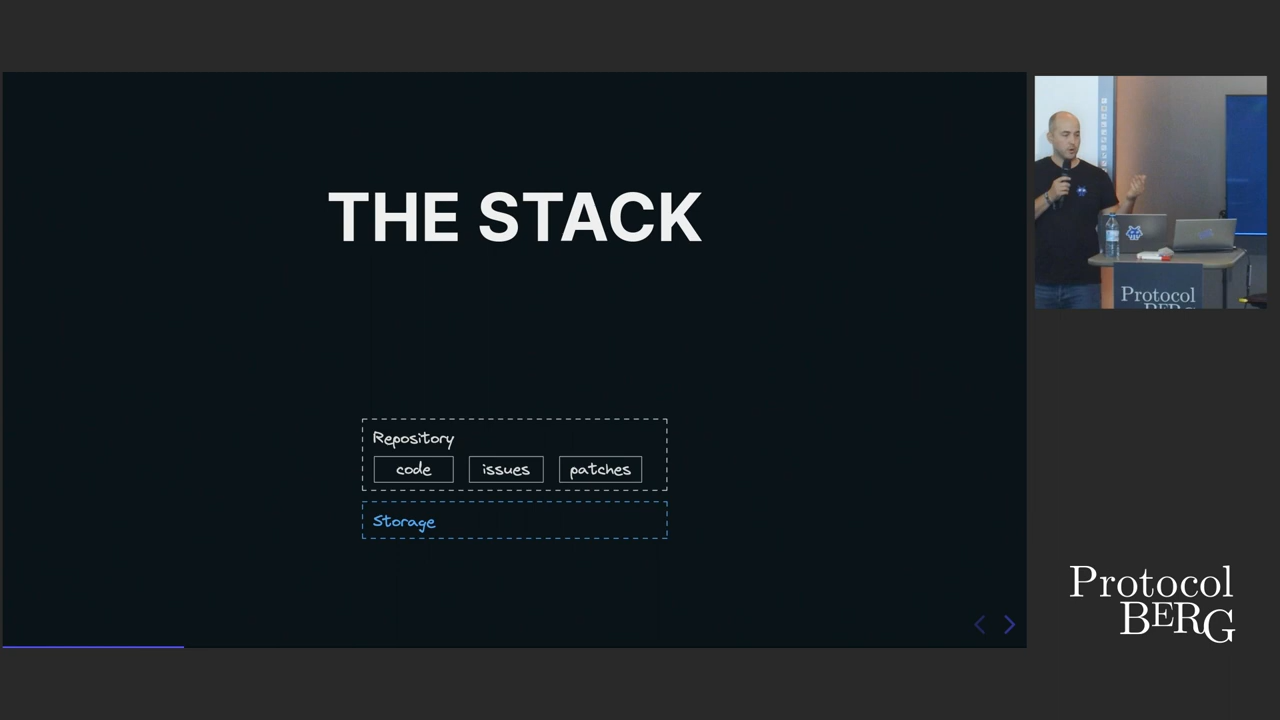 THE STACK
Repository
code issues patches
Storage
Protocol
Protocol
BERG